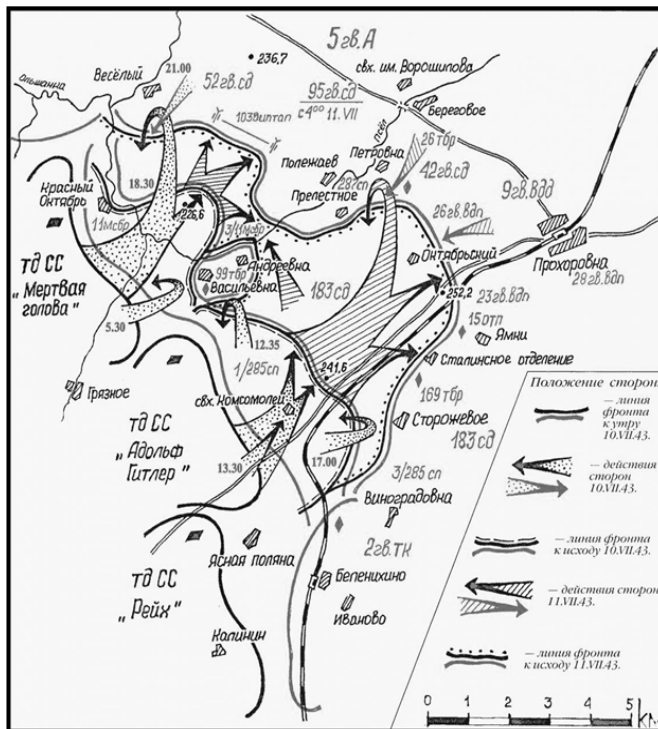 5гв.А
236,7
Ольшанка
Весёлый
21.00
52гв.сд
95гв.сд
с 4⁰⁰ 11.VII
свх. им. Ворошилова
Береговое
Псёл
26 тбр
Петровка
Полежаев
42гв.сд
9гв.вдд
Прелестное
18.30
Красный
Октябрь
11мсбр
226,6
26гв.вдп
Октябрьский
Прохоровка
28гв.вдп
тд СС
"Мертвая
голова"
Андреевка
99тбр
Васильевка
183сд
252,2
23гв.вдп
15отп
Ямки
5.30
12.35
1/285сп
Сталинское отделение
241,6
Грязное
свх. Комсомолец
169тбр
Сторожевое
183сд
тд СС
"Адольф
Гитлер"
13.30
17.00
3/285 сп
Виноградовка
2гв.тк
Ясная поляна
тд СС
"Рейх"
Беленихино
Иваново
Калинин
Положение сторон:
— линия
фронта
к утру
10.VII.43.
— действия
сторон
10.VII.43.
— линия фронта
к исходу 10.VII.43.
— действия сторон
11.VII.43.
— линия фронта
к исходу 11.VII.43.
0 1 2 3 4 5 км